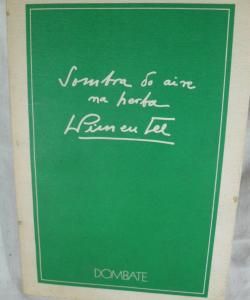 Sombra do aire
na herba
Pimentel
DOMBATE